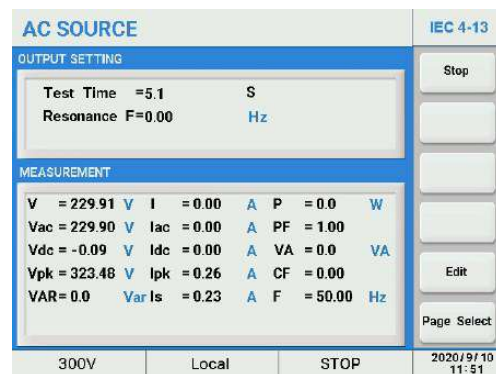 AC SOURCE
IEC 4-13
OUTPUT SETTING
Test Time =5.1 S
Resonance F=0.00 Hz
MEASUREMENT
V = 229.91 V I = 0.00 A P = 0.0 W
Vac = 229.90 V Iac = 0.00 A PF = 1.00
Vdc = -0.09 V Idc = 0.00 A VA = 0.0 VA
Vpk = 323.48 V Ipk = 0.26 A CF = 0.00
VAR= 0.0 Var Is = 0.23 A F = 50.00 Hz
Stop
Edit
Page Select
300V Local STOP
2020/9/10
11:51